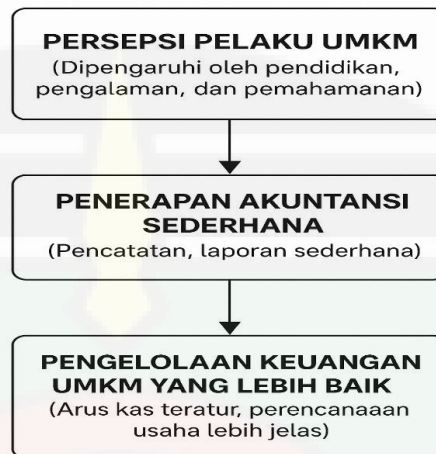 PERSEPSI PELAKU UMKM
(Dipengaruhi oleh pendidikan,
pengalaman, dan pemahamanan)
PENERAPAN AKUNTANSI
SEDERHANA
(Pencatatan, laporan sederhana)
PENGELOLAAN KEUANGAN
UMKM YANG LEBIH BAIK
(Arus kas teratur, perencanaaan
usaha lebih jelas)